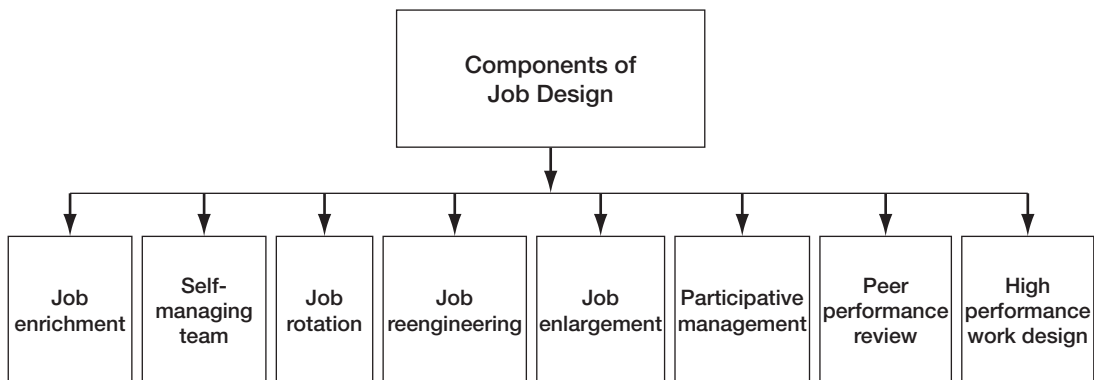 Components of
Job Design
Job
enrichment
Self-
managing
team
Job
rotation
Job
reengineering
Job
enlargement
Participative
management
Peer
performance
review
High
performance
work design